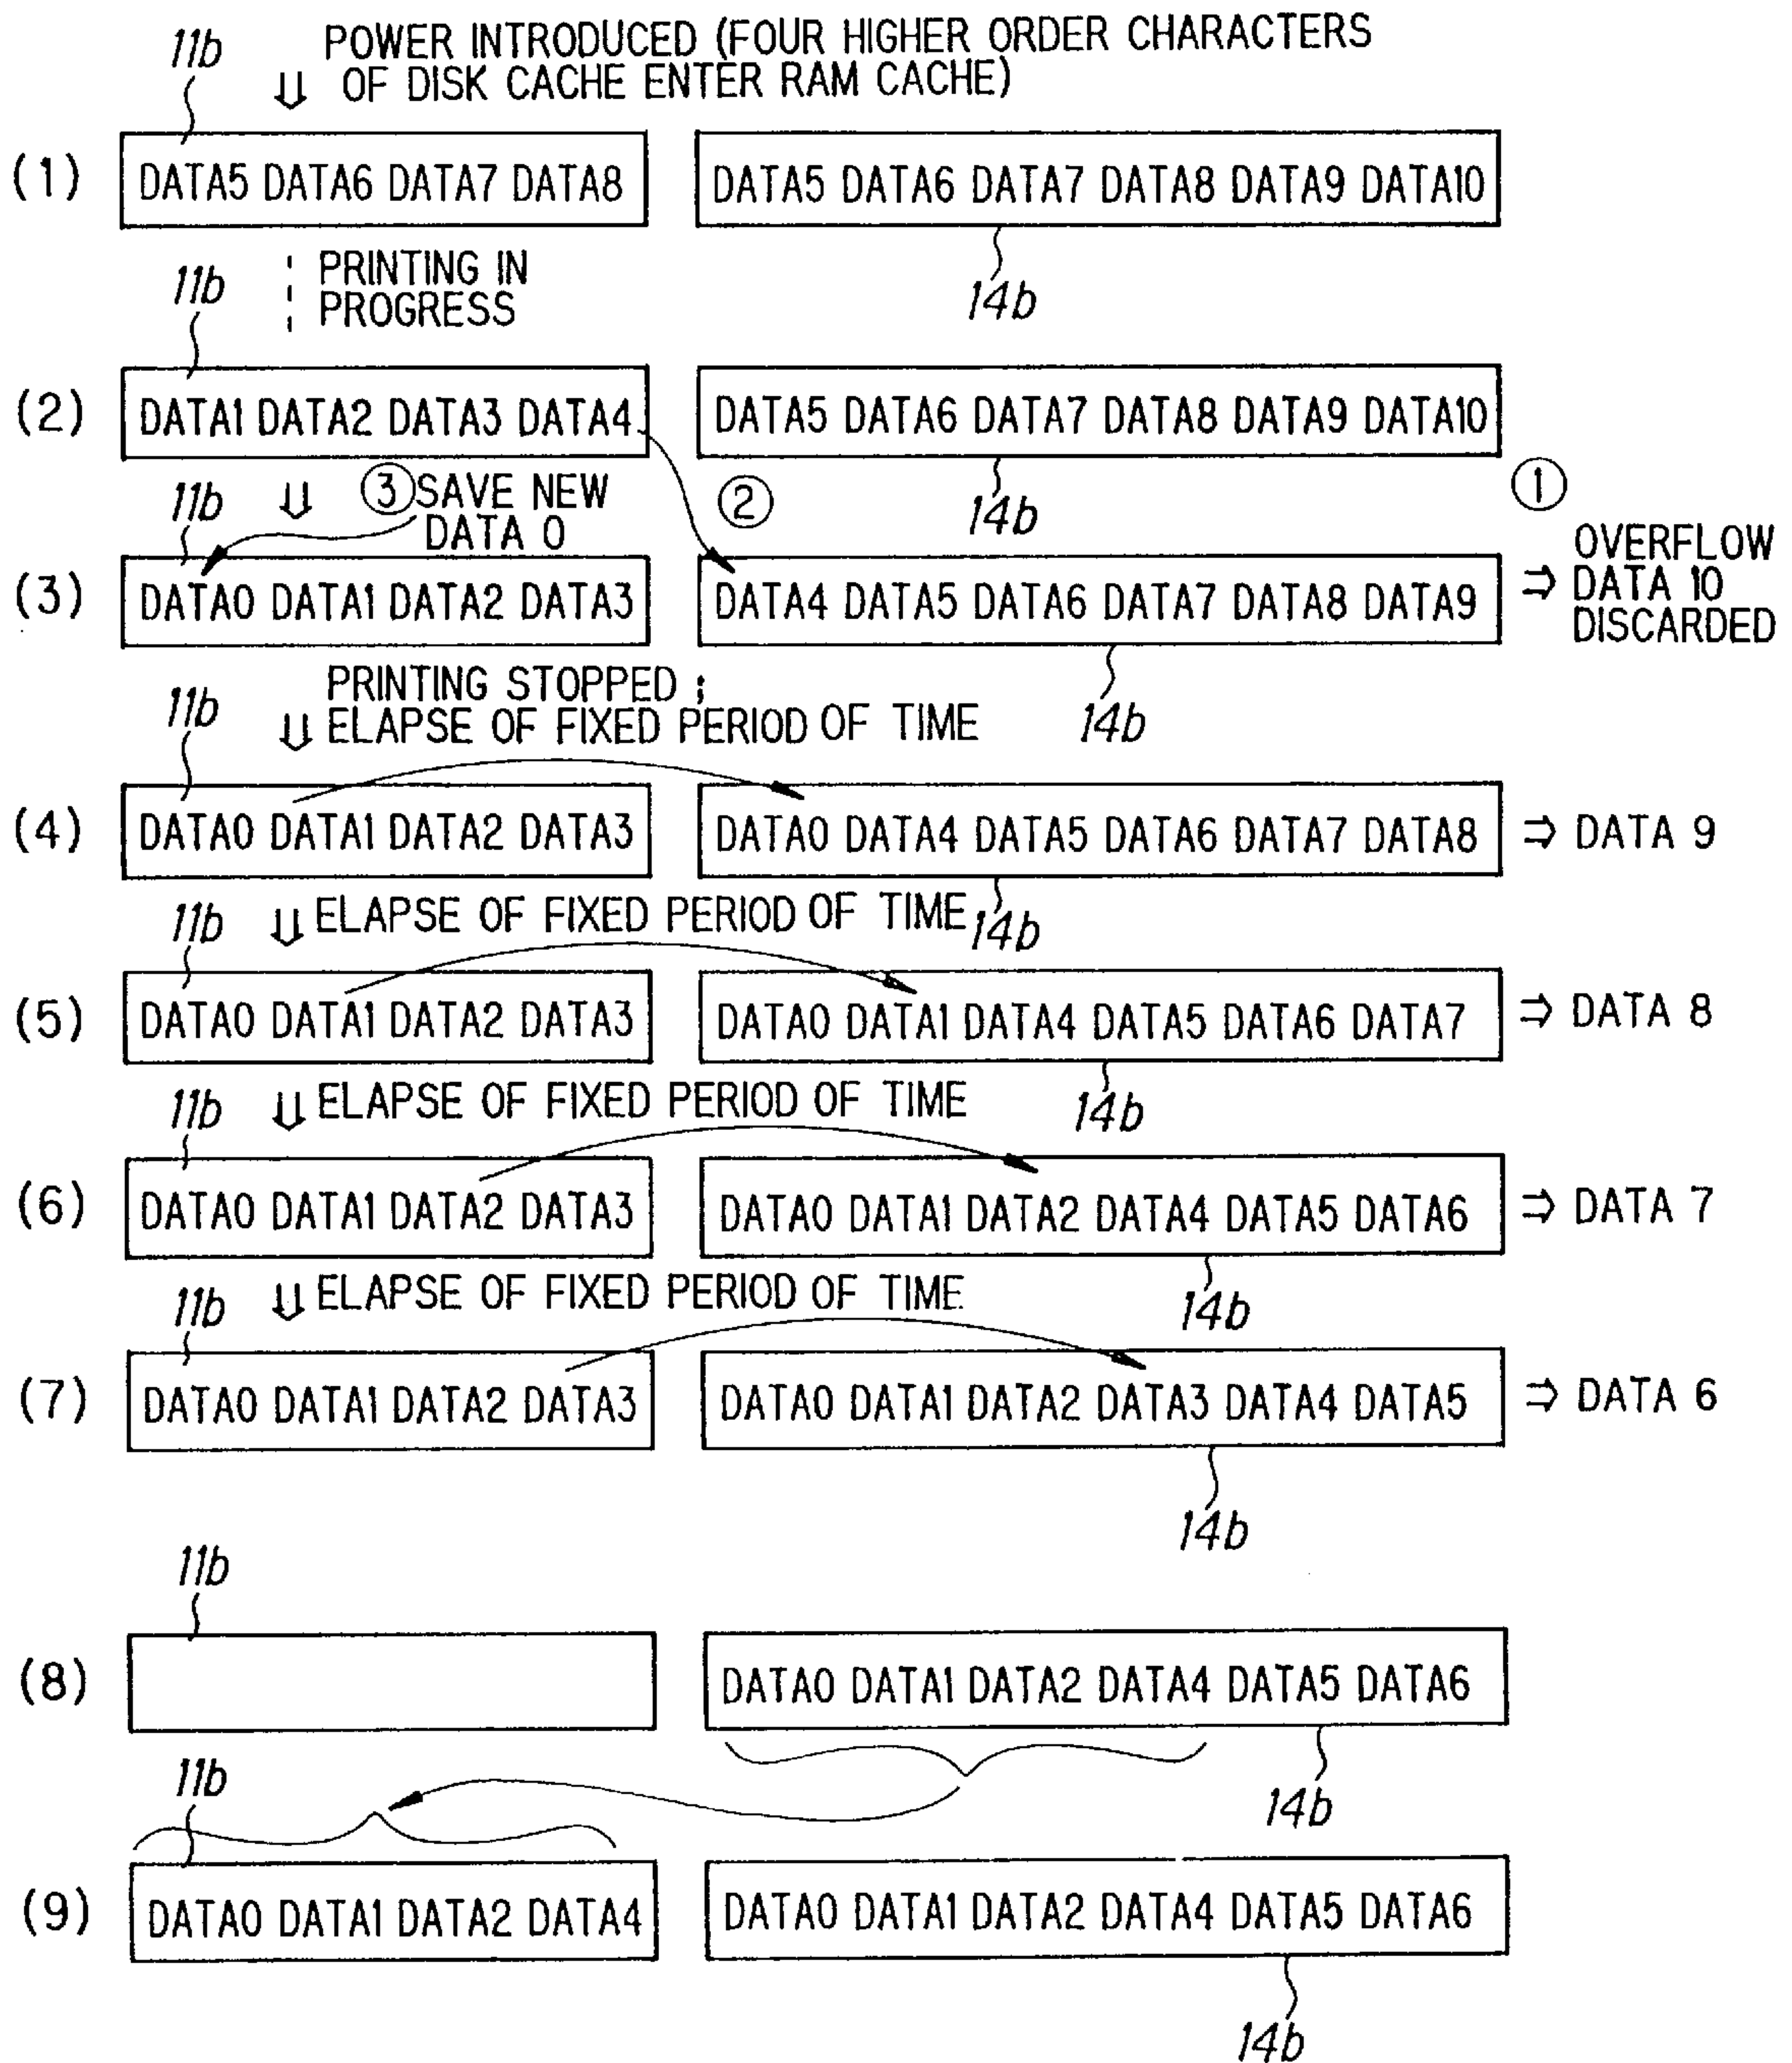 11b
POWER INTRODUCED (FOUR HIGHER ORDER CHARACTERS
⇓ OF DISK CACHE ENTER RAM CACHE)
(1) DATA5 DATA6 DATA7 DATA8 DATA5 DATA6 DATA7 DATA8 DATA9 DATA10
11b PRINTING IN
PROGRESS
14b
(2) DATA1 DATA2 DATA3 DATA4 DATA5 DATA6 DATA7 DATA8 DATA9 DATA10
11b ⇓ ③ SAVE NEW ② 14b ①
DATA 0
(3) DATA0 DATA1 DATA2 DATA3 DATA4 DATA5 DATA6 DATA7 DATA8 DATA9 ⇒ OVERFLOW
DATA 10
DISCARDED
11b PRINTING STOPPED ;
⇓ ELAPSE OF FIXED PERIOD OF TIME 14b
(4) DATA0 DATA1 DATA2 DATA3 DATA0 DATA4 DATA5 DATA6 DATA7 DATA8 ⇒ DATA 9
11b ⇓ ELAPSE OF FIXED PERIOD OF TIME 14b
(5) DATA0 DATA1 DATA2 DATA3 DATA0 DATA1 DATA4 DATA5 DATA6 DATA7 ⇒ DATA 8
11b ⇓ ELAPSE OF FIXED PERIOD OF TIME 14b
(6) DATA0 DATA1 DATA2 DATA3 DATA0 DATA1 DATA2 DATA4 DATA5 DATA6 ⇒ DATA 7
11b ⇓ ELAPSE OF FIXED PERIOD OF TIME 14b
(7) DATA0 DATA1 DATA2 DATA3 DATA0 DATA1 DATA2 DATA3 DATA4 DATA5 ⇒ DATA 6
14b
11b
(8) DATA0 DATA1 DATA2 DATA4 DATA5 DATA6
11b 14b
(9) DATA0 DATA1 DATA2 DATA4 DATA0 DATA1 DATA2 DATA4 DATA5 DATA6
14b